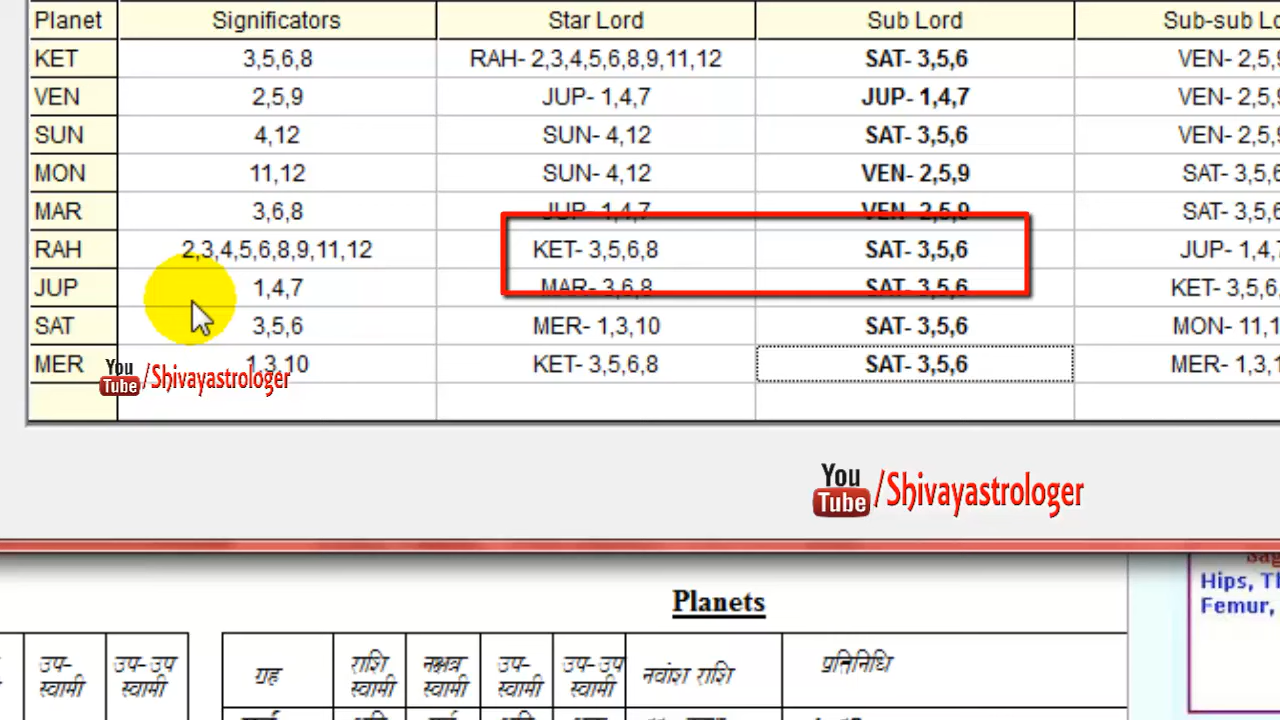 Planet Significators Star Lord Sub Lord Sub-sub
KET 3,5,6,8 RAH- 2,3,4,5,6,8,9,11,12 SAT- 3,5,6 VEN- 2,5,9
VEN 2,5,9 JUP- 1,4,7 JUP- 1,4,7 VEN- 2,5,9
SUN 4,12 SUN- 4,12 SAT- 3,5,6 VEN- 2,5,9
MON 11,12 SUN- 4,12 VEN- 2,5,9 SAT- 3,5,6
MAR 3,6,8 JUP- 1,4,7 VEN- 2,5,9 SAT- 3,5,6
RAH 2,3,4,5,6,8,9,11,12 KET- 3,5,6,8 SAT- 3,5,6 JUP- 1,4,7
JUP 1,4,7 MAR- 3,6,8 SAT- 3,5,6 KET- 3,5,6,
SAT 3,5,6 MER- 1,3,10 SAT- 3,5,6 MON- 11,1
MER 1,3,10 KET- 3,5,6,8 SAT- 3,5,6 MER- 1,3,1
You Tube /Shivayastrologer
You Tube /Shivayastrologer
Hips,
Femur,
Planets
उप-स्वामी उप-उप स्वामी ग्रह राशि स्वामी नक्षत्र स्वामी उप-स्वामी उप-उप स्वामी नवांश राशि प्रतिनिधि